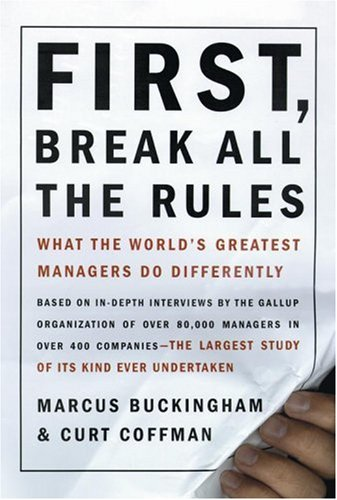 FIRST,
BREAK ALL
THE RULES
WHAT THE WORLD'S GREATEST
MANAGERS DO DIFFERENTLY
BASED ON IN-DEPTH INTERVIEWS BY THE GALLUP
ORGANIZATION OF OVER 80,000 MANAGERS IN
OVER 400 COMPANIES—THE LARGEST STUDY
OF ITS KIND EVER UNDERTAKEN
MARCUS BUCKINGHAM
& CURT COFFMAN